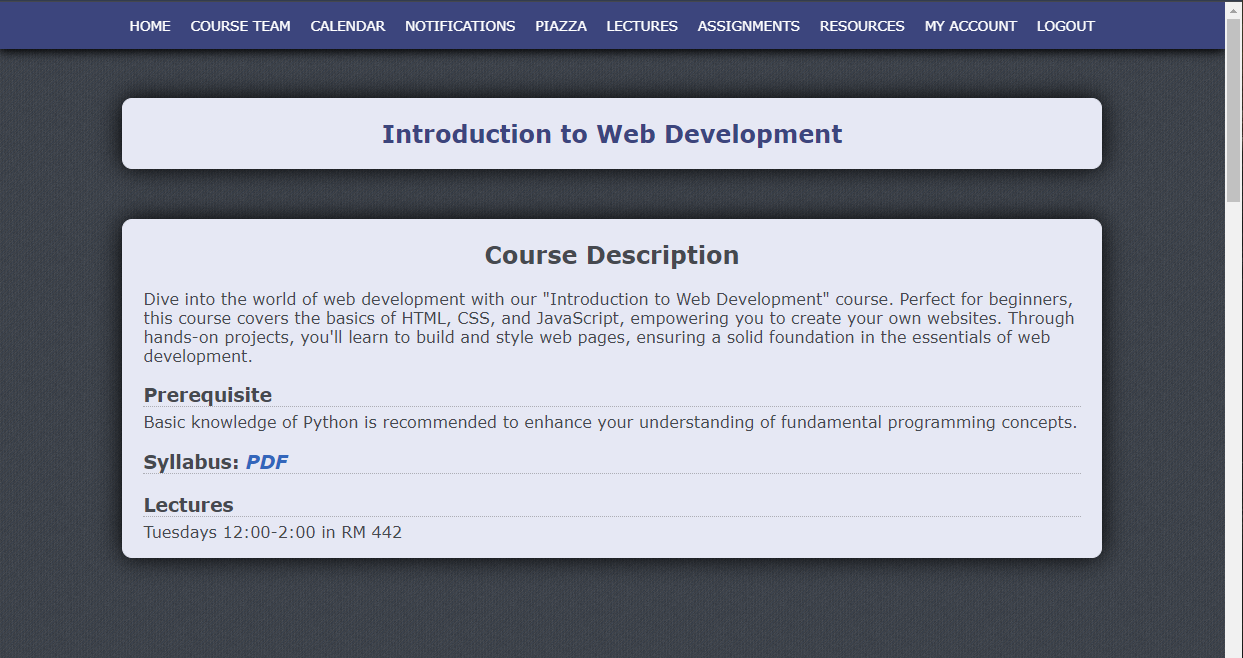 HOME COURSE TEAM CALENDAR NOTIFICATIONS PIAZZA LECTURES ASSIGNMENTS RESOURCES MY ACCOUNT LOGOUT
Introduction to Web Development
Course Description
Dive into the world of web development with our "Introduction to Web Development" course. Perfect for beginners,
this course covers the basics of HTML, CSS, and JavaScript, empowering you to create your own websites. Through
hands-on projects, you'll learn to build and style web pages, ensuring a solid foundation in the essentials of web
development.
Prerequisite
Basic knowledge of Python is recommended to enhance your understanding of fundamental programming concepts.
Syllabus: PDF
Lectures
Tuesdays 12:00-2:00 in RM 442